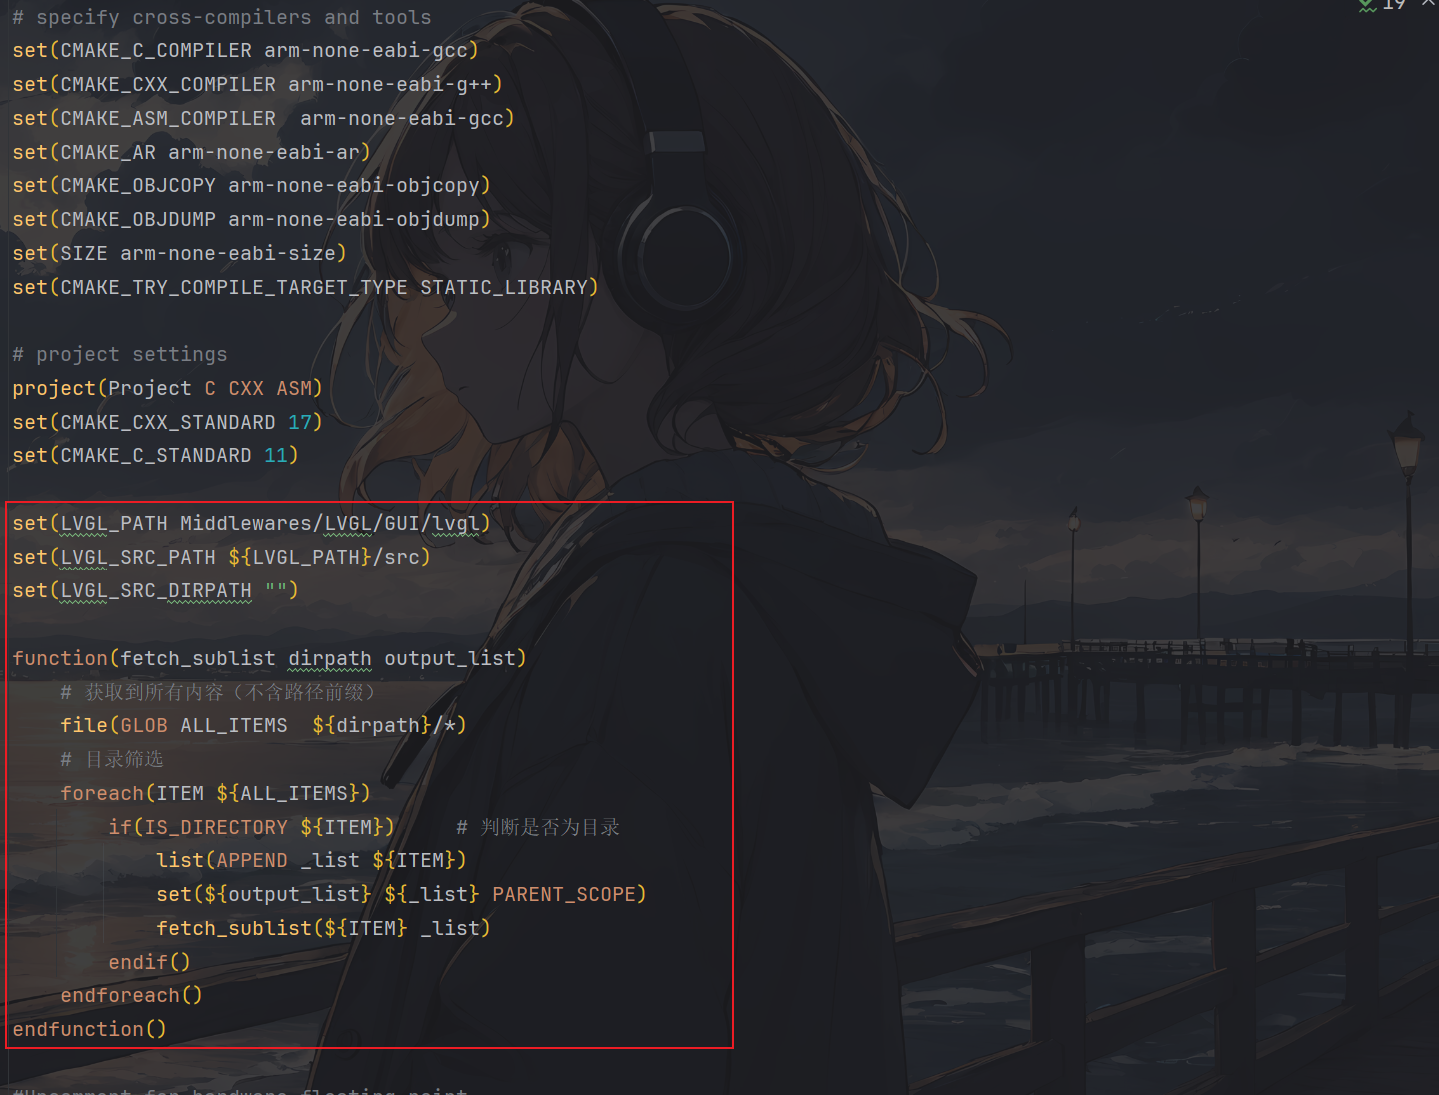 # specify cross-compilers and tools
19
set(CMAKE_C_COMPILER arm-none-eabi-gcc)
set(CMAKE_CXX_COMPILER arm-none-eabi-g++)
set(CMAKE_ASM_COMPILER  arm-none-eabi-gcc)
set(CMAKE_AR arm-none-eabi-ar)
set(CMAKE_OBJCOPY arm-none-eabi-objcopy)
set(CMAKE_OBJDUMP arm-none-eabi-objdump)
set(SIZE arm-none-eabi-size)
set(CMAKE_TRY_COMPILE_TARGET_TYPE STATIC_LIBRARY)
# project settings
project(Project C CXX ASM)
set(CMAKE_CXX_STANDARD 17)
set(CMAKE_C_STANDARD 11)
set(LVGL_PATH Middlewares/LVGL/GUI/lvgl)
set(LVGL_SRC_PATH ${LVGL_PATH}/src)
set(LVGL_SRC_DIRPATH "")
function(fetch_sublist dirpath output_list)
    # 获取到所有内容（不含路径前缀）
    file(GLOB ALL_ITEMS  ${dirpath}/*)
    # 目录筛选
    foreach(ITEM ${ALL_ITEMS})
        if(IS_DIRECTORY ${ITEM})     # 判断是否为目录
            list(APPEND _list ${ITEM})
            set(${output_list} ${_list} PARENT_SCOPE)
            fetch_sublist(${ITEM} _list)
        endif()
    endforeach()
endfunction()
#Uncomment for hardware floating point